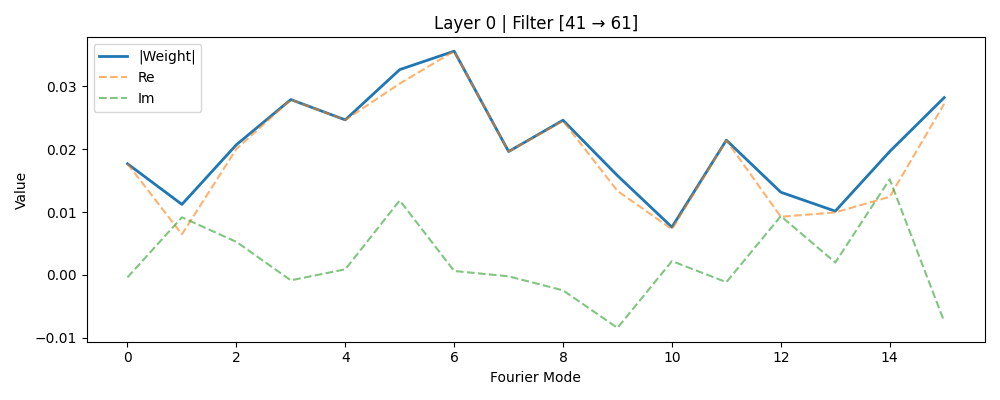 Layer 0 | Filter [41 → 61]
|Weight|
Re
Im
0.03
0.02
0.01
0.00
−0.01
Value
0 2 4 6 8 10 12 14
Fourier Mode